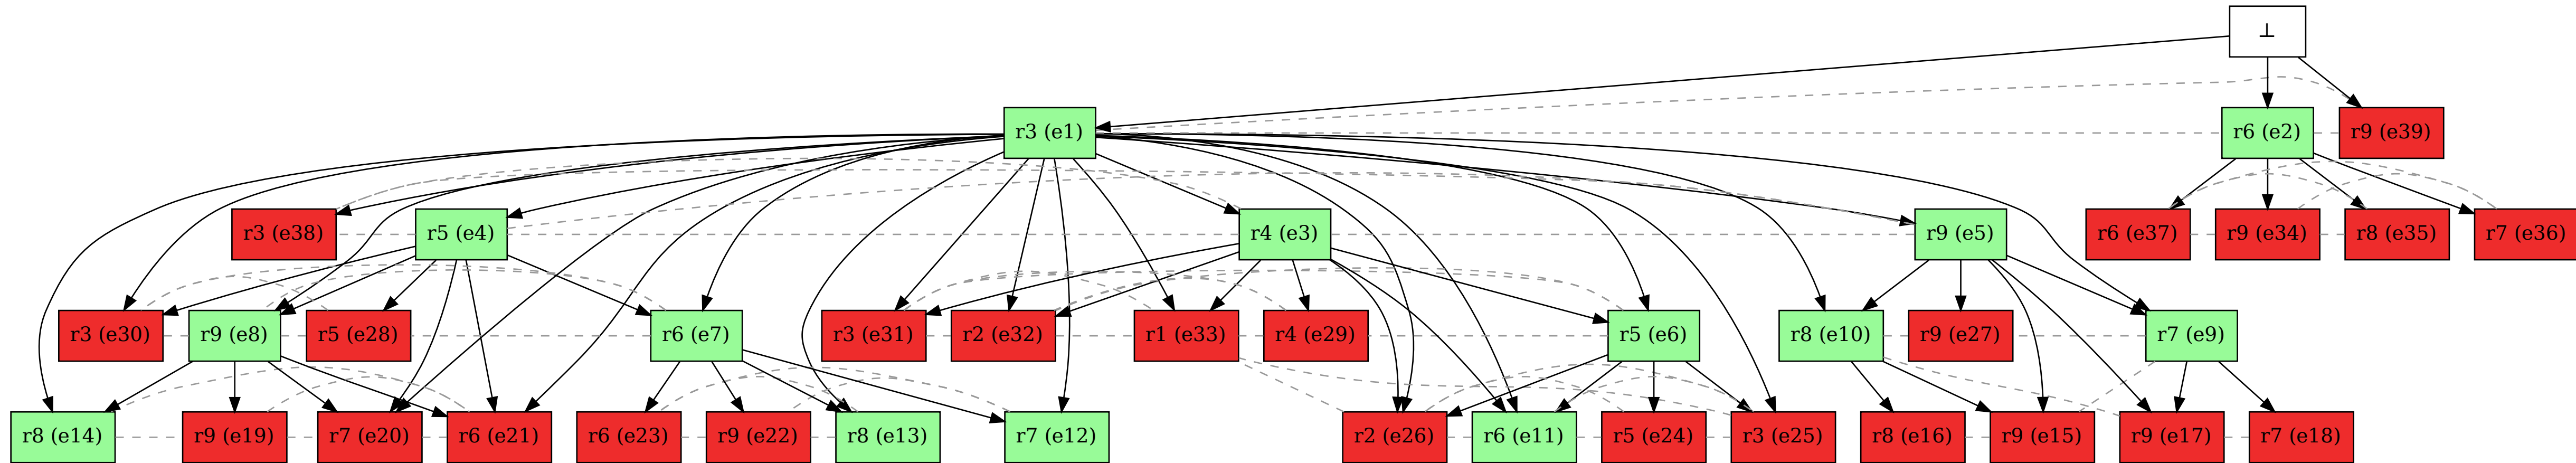 ⊥
r3 (e1)
r6 (e2)
r9 (e39)
r3 (e38)
r5 (e4)
r4 (e3)
r9 (e5)
r6 (e37)
r9 (e34)
r8 (e35)
r7 (e36)
r3 (e30)
r9 (e8)
r5 (e28)
r6 (e7)
r3 (e31)
r2 (e32)
r1 (e33)
r4 (e29)
r5 (e6)
r8 (e10)
r9 (e27)
r7 (e9)
r8 (e14)
r9 (e19)
r7 (e20)
r6 (e21)
r6 (e23)
r9 (e22)
r8 (e13)
r7 (e12)
r2 (e26)
r6 (e11)
r5 (e24)
r3 (e25)
r8 (e16)
r9 (e15)
r9 (e17)
r7 (e18)